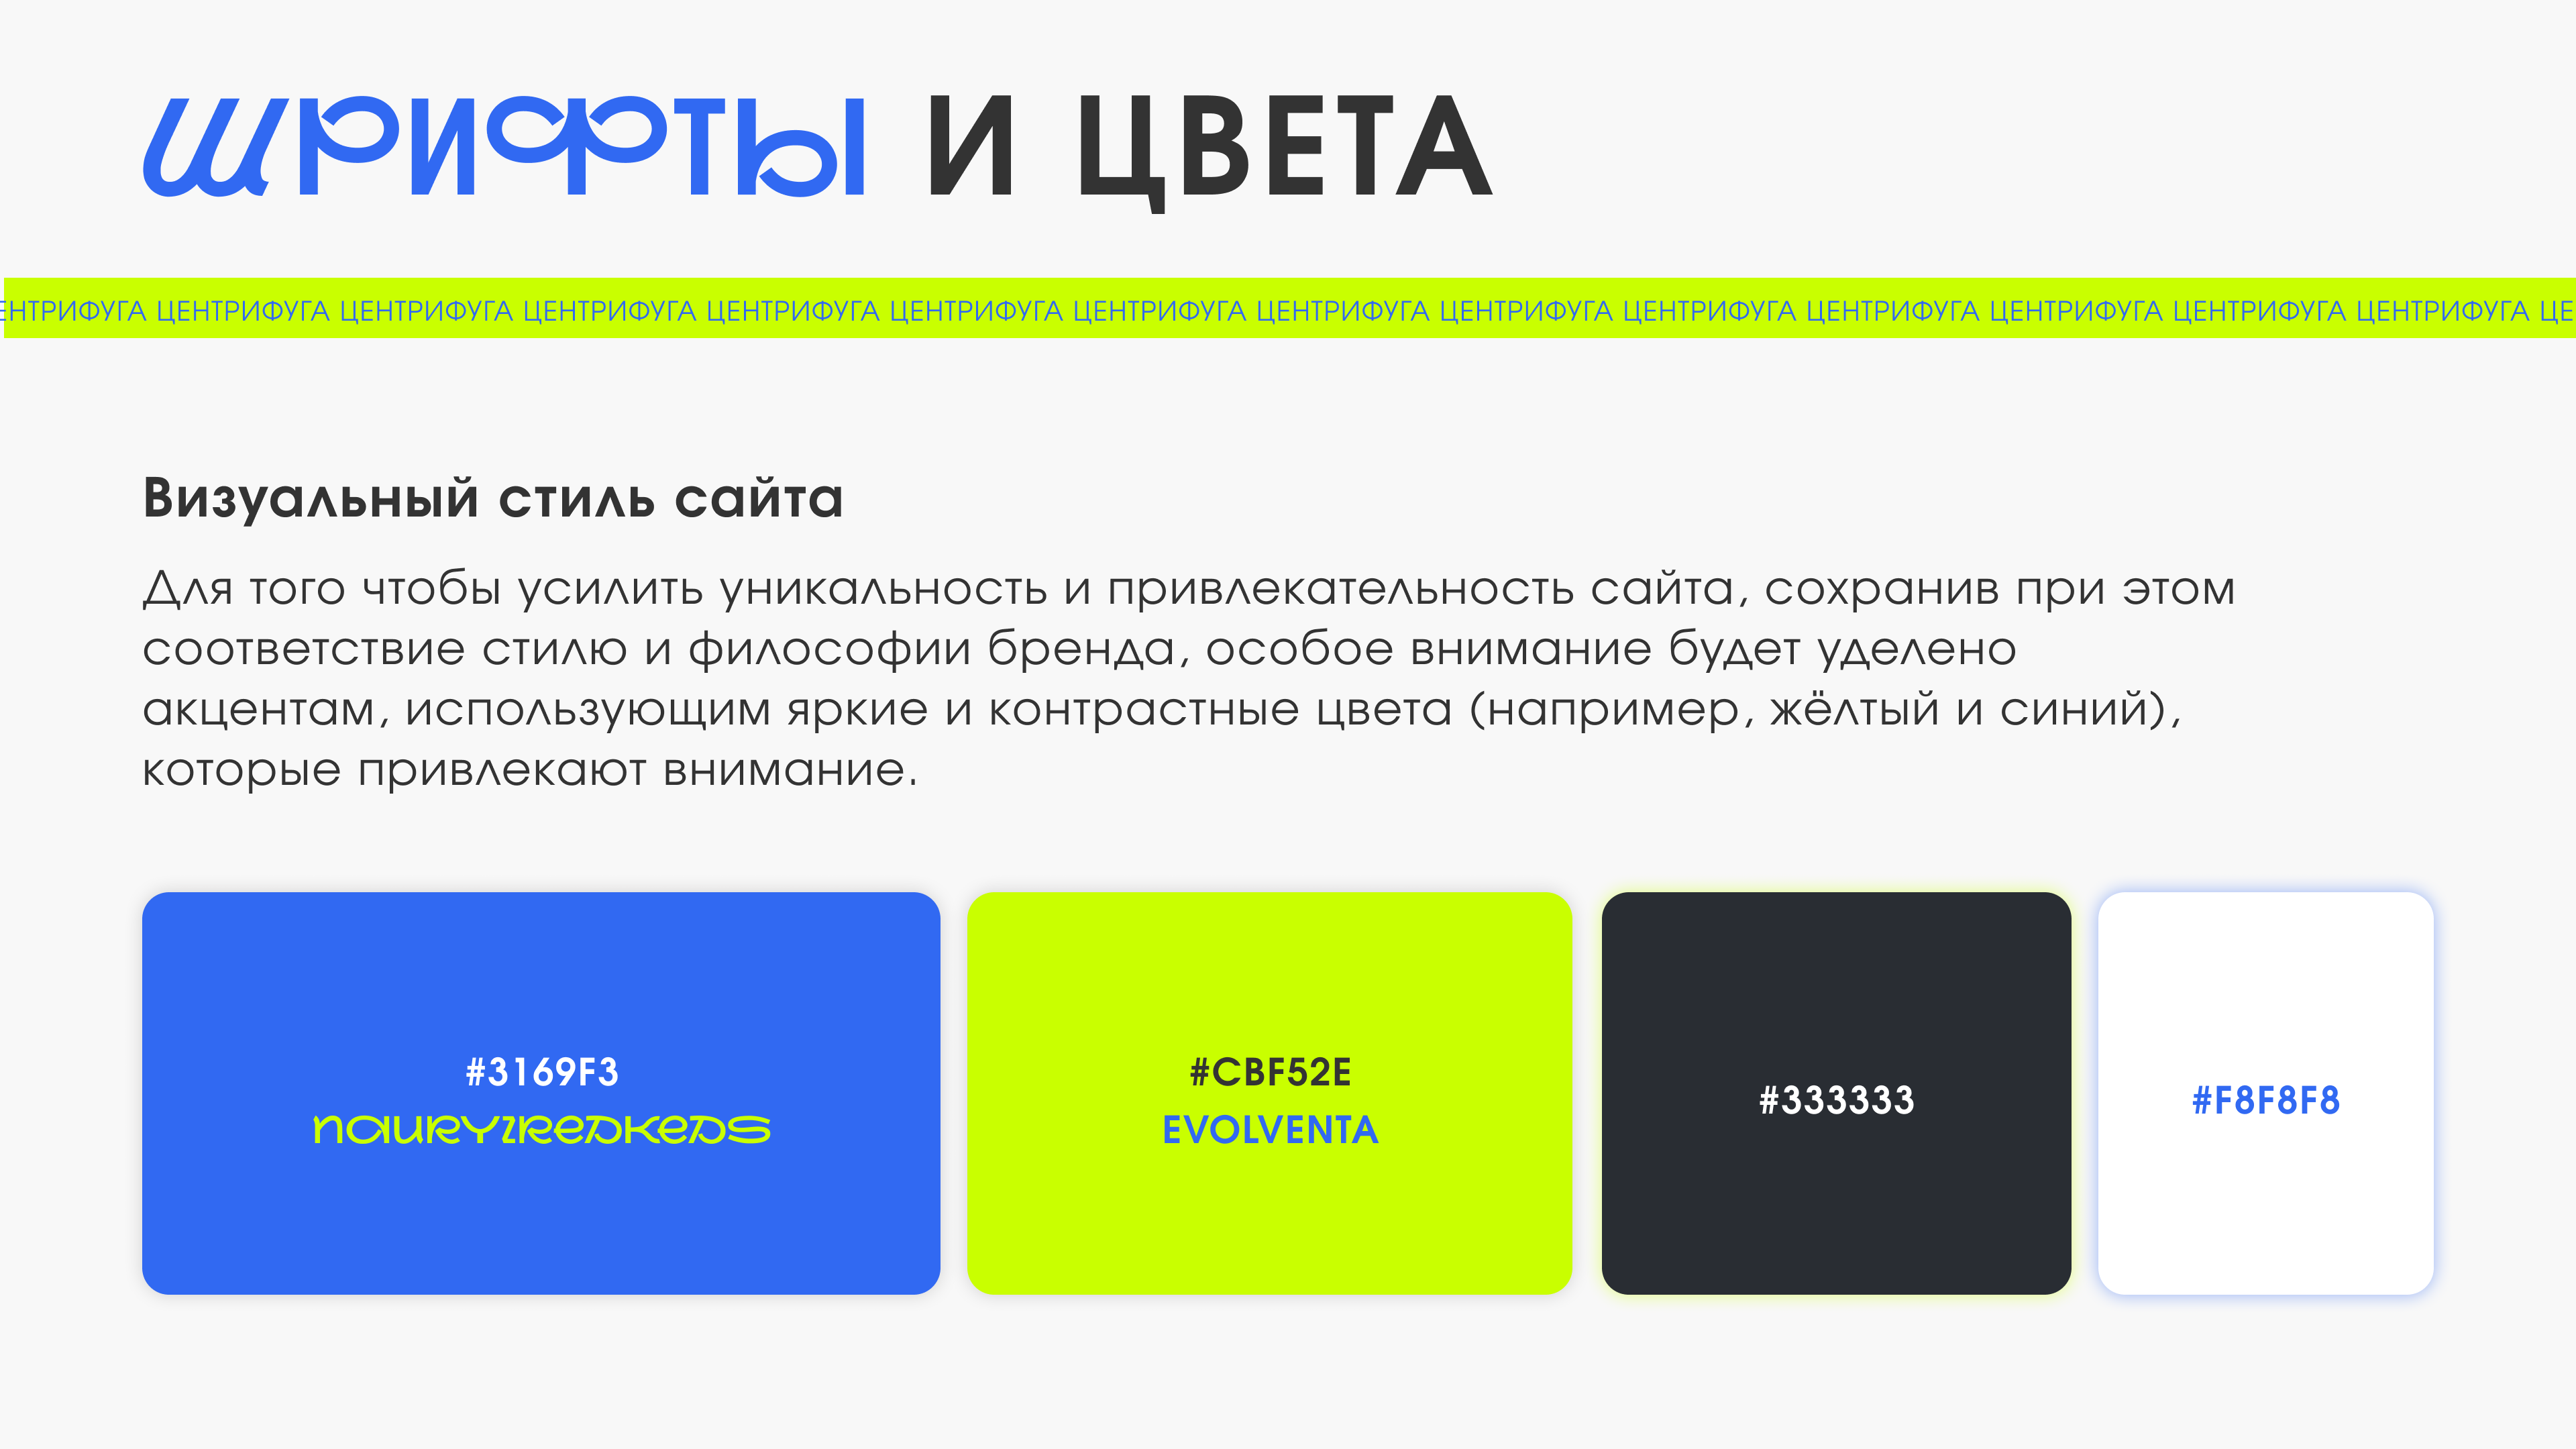 ШРИФТЫ И ЦВЕТА
ЕНТРИФУГА ЦЕНТРИФУГА ЦЕНТРИФУГА ЦЕНТРИФУГА ЦЕНТРИФУГА ЦЕНТРИФУГА ЦЕНТРИФУГА ЦЕНТРИФУГА ЦЕНТРИФУГА ЦЕНТРИФУГА ЦЕНТРИФУГА ЦЕНТРИФУГА ЦЕНТРИФУГА ЦЕНТРИФУГА ЦЕ
Визуальный стиль сайта
Для того чтобы усилить уникальность и привлекательность сайта, сохранив при этом
соответствие стилю и философии бренда, особое внимание будет уделено
акцентам, использующим яркие и контрастные цвета (например, жёлтый и синий),
которые привлекают внимание.
#3169F3
NAURYZREDKEDS
#CBF52E
EVOLVENTA
#333333
#F8F8F8